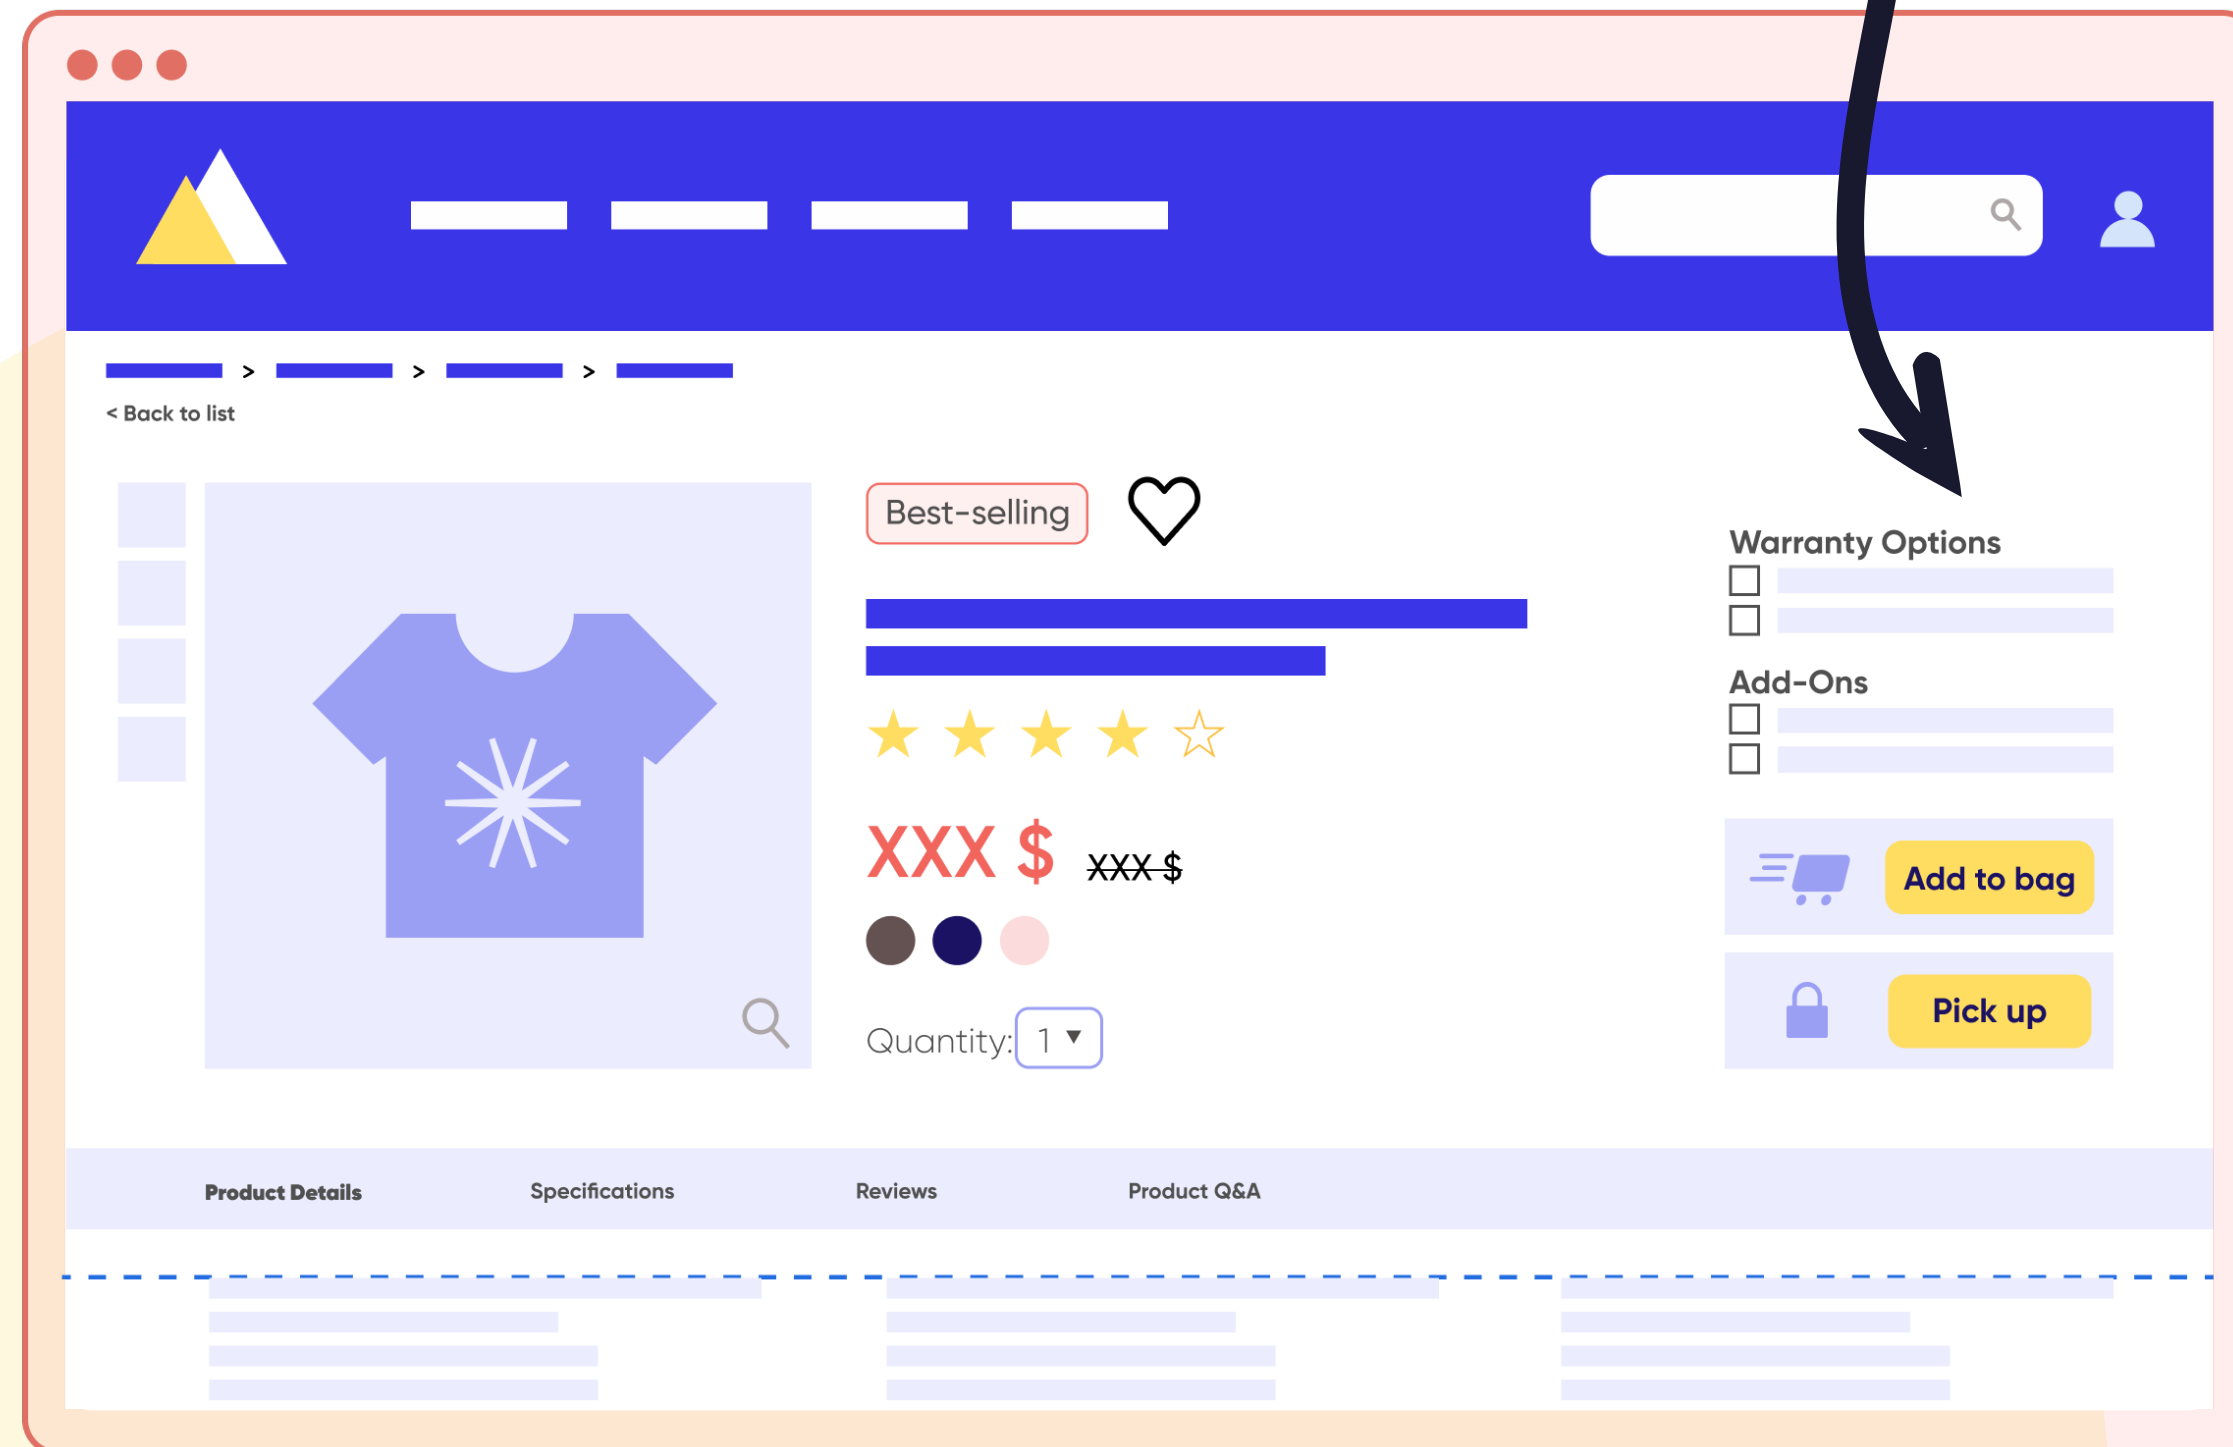 > > >
< Back to list
Best-selling
Warranty Options
Add-Ons
XXX $ XXX $
Add to bag
Quantity: 1
Pick up
Product Details Specifications Reviews Product Q&A